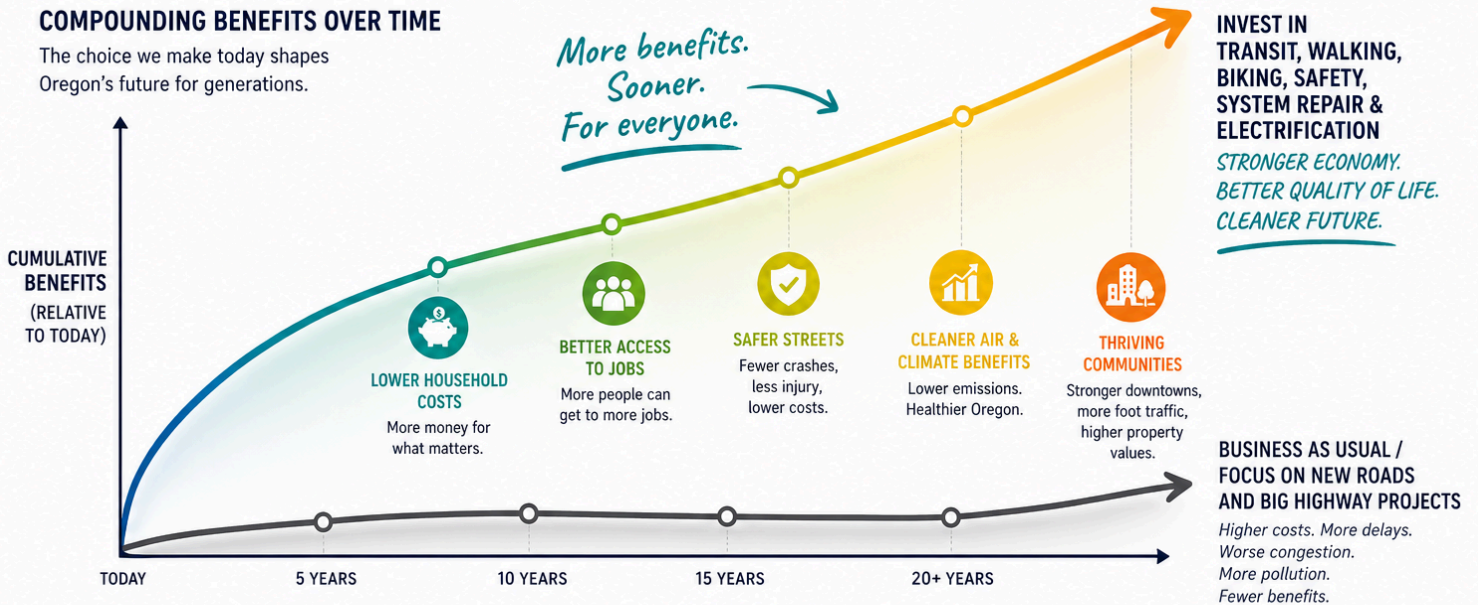 COMPOUNDING BENEFITS OVER TIME
The choice we make today shapes
Oregon's future for generations.
More benefits.
Sooner.
For everyone.
INVEST IN
TRANSIT, WALKING,
BIKING, SAFETY,
SYSTEM REPAIR &
ELECTRIFICATION
STRONGER ECONOMY.
BETTER QUALITY OF LIFE.
CLEANER FUTURE.
CUMULATIVE
BENEFITS
(RELATIVE
TO TODAY)
$
LOWER HOUSEHOLD
COSTS
More money for
what matters.
BETTER ACCESS
TO JOBS
More people can
get to more jobs.
SAFER STREETS
Fewer crashes,
less injury,
lower costs.
CLEANER AIR &
CLIMATE BENEFITS
Lower emissions.
Healthier Oregon.
THRIVING
COMMUNITIES
Stronger downtowns,
more foot traffic,
higher property
values.
BUSINESS AS USUAL /
FOCUS ON NEW ROADS
AND BIG HIGHWAY PROJECTS
Higher costs. More delays.
Worse congestion.
More pollution.
Fewer benefits.
TODAY
5 YEARS
10 YEARS
15 YEARS
20+ YEARS